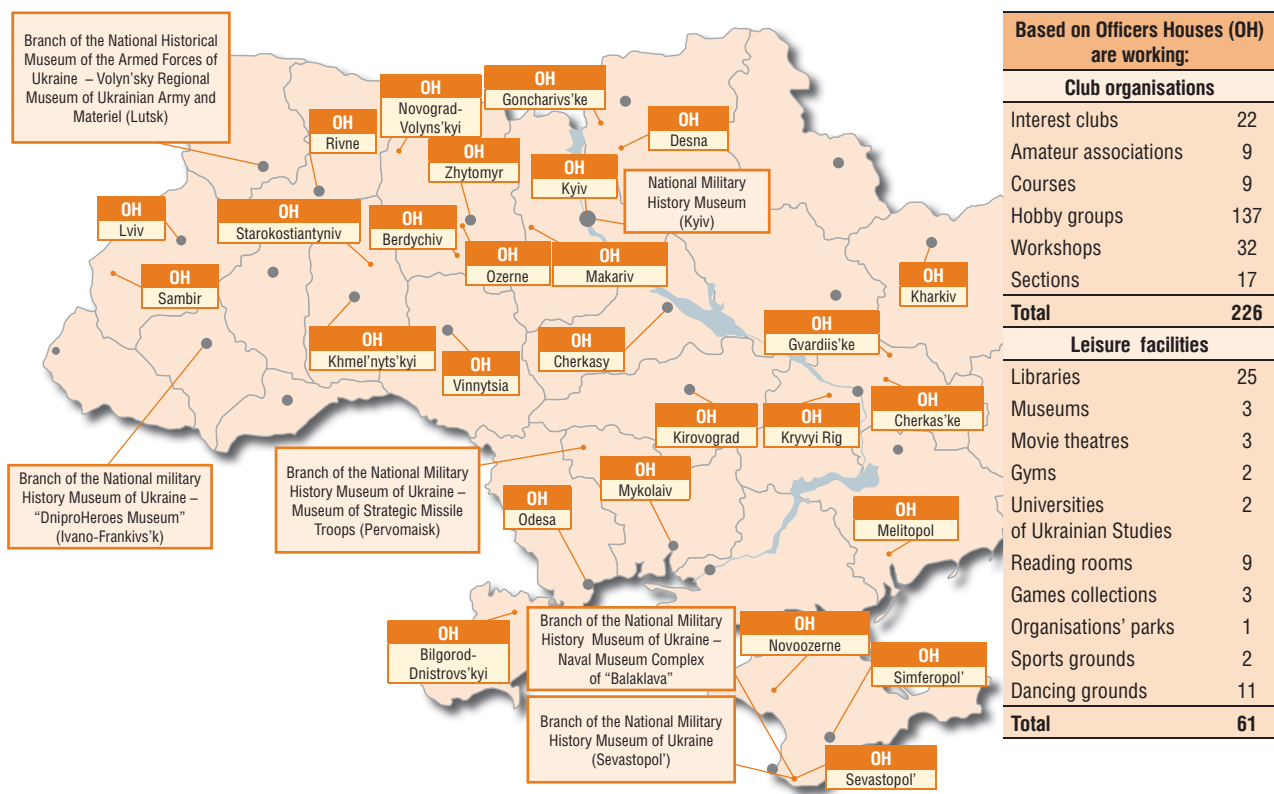 Branch of the National Historical
Museum of the Armed Forces of
Ukraine – Volyn'sky Regional
Museum of Ukrainian Army and
Materiel (Lutsk)
OH
Rivne
OH
Novograd-
Volyns'kyi
OH
Goncharivs'ke
OH
Desna
OH
Zhytomyr
OH
Kyiv
National Military
History Museum
(Kyiv)
OH
Lviv
OH
Starokostiantyniv
OH
Berdychiv
OH
Ozerne
OH
Makariv
OH
Sambir
OH
Kharkiv
OH
Khmel'nyts'kyi
OH
Vinnytsia
OH
Cherkasy
OH
Gvardiis'ke
OH
Cherkas'ke
OH
Kirovograd
OH
Kryvyi Rig
Branch of the National military
History Museum of Ukraine –
“DniproHeroes Museum”
(Ivano-Frankivs'k)
Branch of the National Military
History Museum of Ukraine –
Museum of Strategic Missile
Troops (Pervomaisk)
OH
Mykolaiv
OH
Odesa
OH
Melitopol
OH
Bilgorod-
Dnistrovs'kyi
Branch of the National Military
History Museum of Ukraine –
Naval Museum Complex
of “Balaklava”
OH
Novoozerne
OH
Simferopol'
Branch of the National Military
History Museum of Ukraine
(Sevastopol')
OH
Sevastopol'
Based on Officers Houses (OH)
are working:
Club organisations
Interest clubs 22
Amateur associations 9
Courses 9
Hobby groups 137
Workshops 32
Sections 17
Total 226
Leisure facilities
Libraries 25
Museums 3
Movie theatres 3
Gyms 2
Universities 2
of Ukrainian Studies
Reading rooms 9
Games collections 3
Organisations' parks 1
Sports grounds 2
Dancing grounds 11
Total 61